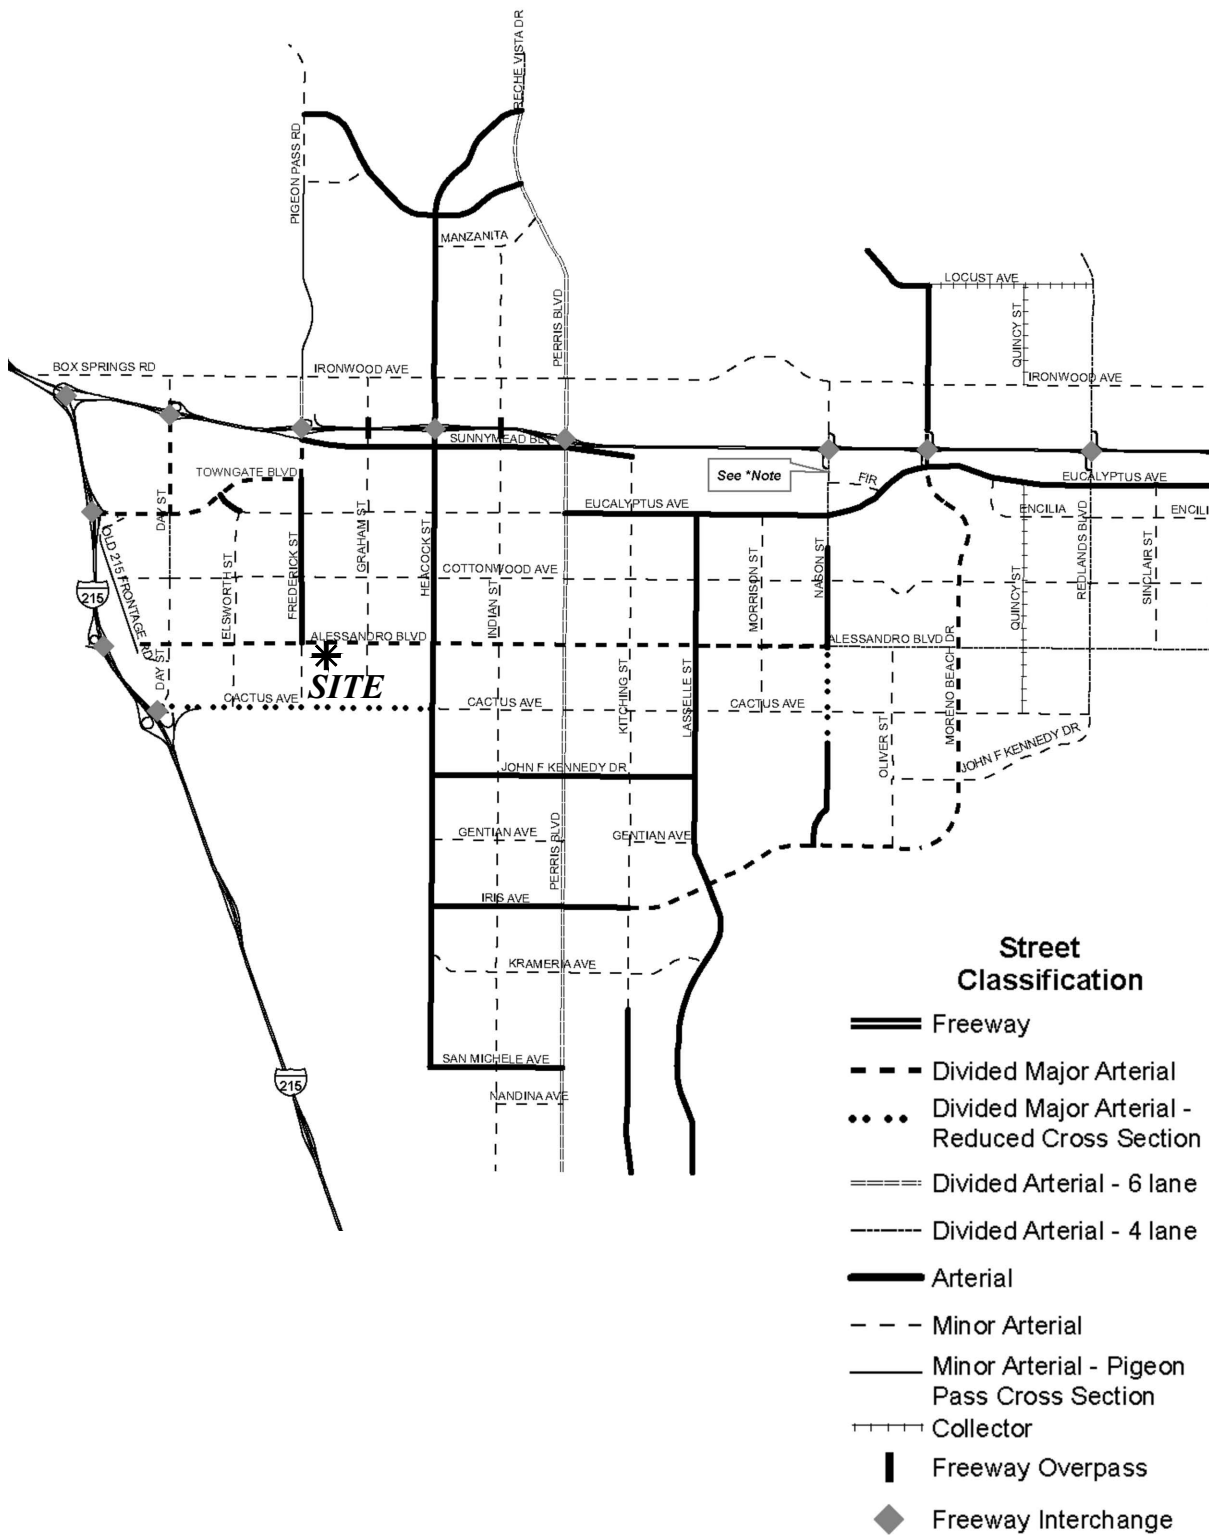 RECHE VISTA DR
PIGEON PASS RD
MANZANITA
LOCUST AVE
QUINCY ST
PERRIS BLVD
BOX SPRINGS RD
IRONWOOD AVE
IRONWOOD AVE
SUNNYMEAD BL
TOWNGATE BLVD
See *Note
FIR
EUCALYPTUS AVE
EUCALYPTUS AVE
ENCILIA
ENCILI
DAY ST
OLD 215 FRONTAGE RD
ELSWORTH ST
FREDERICK ST
GRAHAM ST
HEACOCK ST
COTTONWOOD AVE
INDIAN ST
MORRISON ST
NASON ST
QUINCY ST
REDLANDS BLVD
SINCLAIR ST
215
ALESSANDRO BLVD
ALESSANDRO BLVD
DAY ST
SITE
KITCHING ST
LASSELLE ST
MORENO BEACH DR
CACTUS AVE
CACTUS AVE
CACTUS AVE
OLIVER ST
JOHN F KENNEDY DR
JOHN F KENNEDY DR
GENTIAN AVE
GENTIAN AVE
PERRIS BLVD
IRIS AVE
KRAMERIA AVE
SAN MICHELE AVE
NANDINA AVE
215
Street
Classification
Freeway
Divided Major Arterial
Divided Major Arterial -
Reduced Cross Section
Divided Arterial - 6 lane
Divided Arterial - 4 lane
Arterial
Minor Arterial
Minor Arterial - Pigeon
Pass Cross Section
Collector
Freeway Overpass
Freeway Interchange